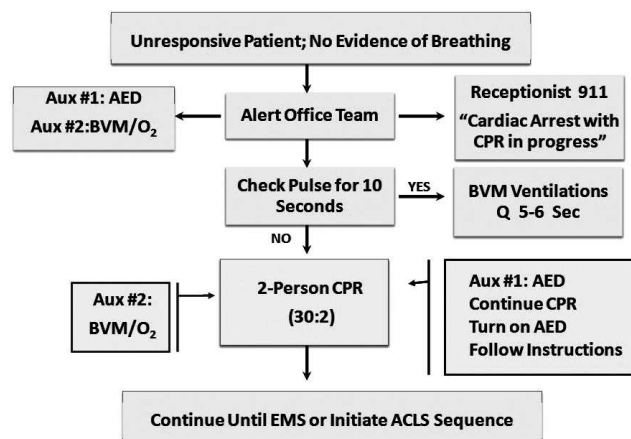 Unresponsive Patient; No Evidence of Breathing
Aux #1: AED
Aux #2:BVM/O₂
Alert Office Team
Receptionist 911
“Cardiac Arrest with
CPR in progress”
Check Pulse for 10
Seconds
YES
BVM Ventilations
Q 5-6 Sec
NO
Aux #2:
BVM/O₂
2-Person CPR
(30:2)
Aux #1: AED
Continue CPR
Turn on AED
Follow Instructions
Continue Until EMS or Initiate ACLS Sequence